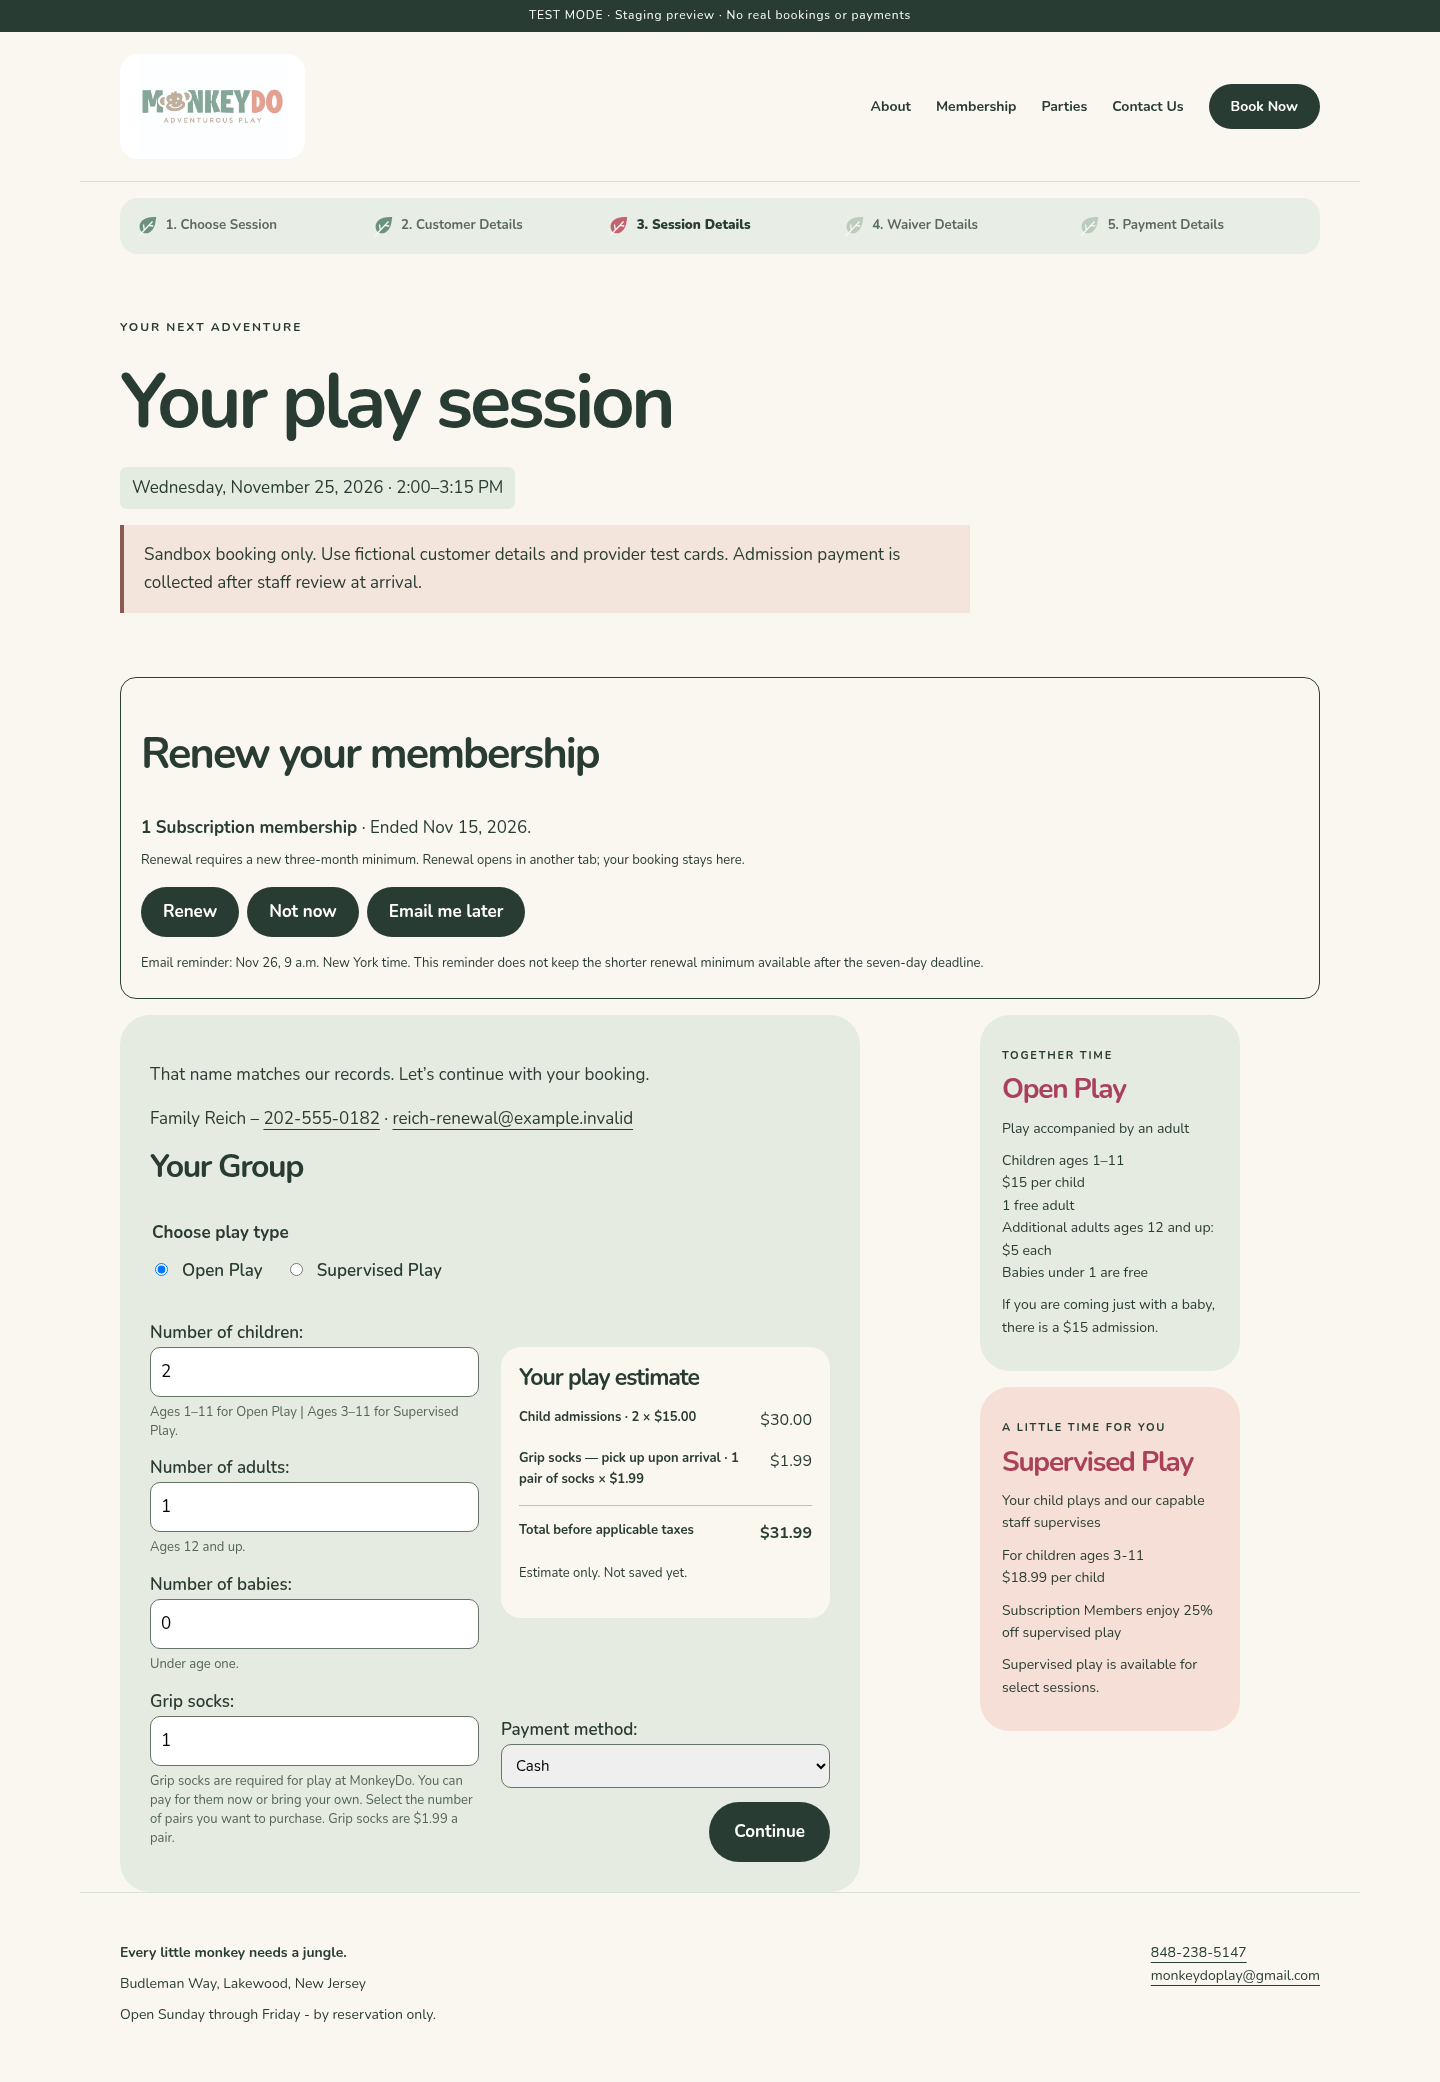 TEST MODE · Staging preview · No real bookings or payments
MONKEYDO
ADVENTUROUS PLAY
About Membership Parties Contact Us Book Now
1. Choose Session 2. Customer Details 3. Session Details 4. Waiver Details 5. Payment Details
YOUR NEXT ADVENTURE
Your play session
Wednesday, November 25, 2026 · 2:00–3:15 PM
Sandbox booking only. Use fictional customer details and provider test cards. Admission payment is
collected after staff review at arrival.
Renew your membership
1 Subscription membership · Ended Nov 15, 2026.
Renewal requires a new three-month minimum. Renewal opens in another tab; your booking stays here.
Renew Not now Email me later
Email reminder: Nov 26, 9 a.m. New York time. This reminder does not keep the shorter renewal minimum available after the seven-day deadline.
That name matches our records. Let’s continue with your booking.
Family Reich – 202-555-0182 · reich-renewal@example.invalid
Your Group
Choose play type
Open Play Supervised Play
Number of children:
2
Ages 1–11 for Open Play | Ages 3–11 for Supervised
Play.
Number of adults:
1
Ages 12 and up.
Number of babies:
0
Under age one.
Grip socks:
1
Grip socks are required for play at MonkeyDo. You can
pay for them now or bring your own. Select the number
of pairs you want to purchase. Grip socks are $1.99 a
pair.
Your play estimate
Child admissions · 2 × $15.00 $30.00
Grip socks — pick up upon arrival · 1 $1.99
pair of socks × $1.99
Total before applicable taxes $31.99
Estimate only. Not saved yet.
Payment method:
Cash
Continue
TOGETHER TIME
Open Play
Play accompanied by an adult
Children ages 1–11
$15 per child
1 free adult
Additional adults ages 12 and up:
$5 each
Babies under 1 are free
If you are coming just with a baby,
there is a $15 admission.
A LITTLE TIME FOR YOU
Supervised Play
Your child plays and our capable
staff supervises
For children ages 3-11
$18.99 per child
Subscription Members enjoy 25%
off supervised play
Supervised play is available for
select sessions.
Every little monkey needs a jungle.
Budleman Way, Lakewood, New Jersey
Open Sunday through Friday - by reservation only.
848-238-5147
monkeydoplay@gmail.com